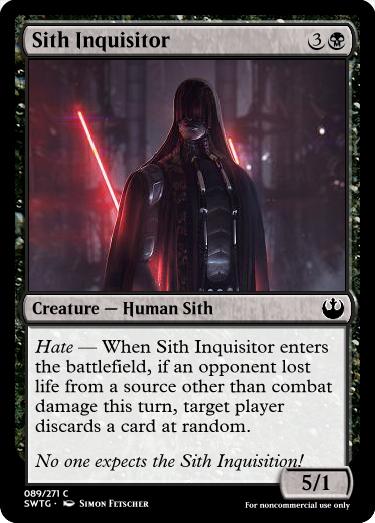 Sith Inquisitor 3
Creature — Human Sith
Hate — When Sith Inquisitor enters
the battlefield, if an opponent lost
life from a source other than combat
damage this turn, target player
discards a card at random.
No one expects the Sith Inquisition!
5/1
089/271 C
SWTG · Simon Fetscher
For noncommercial use only